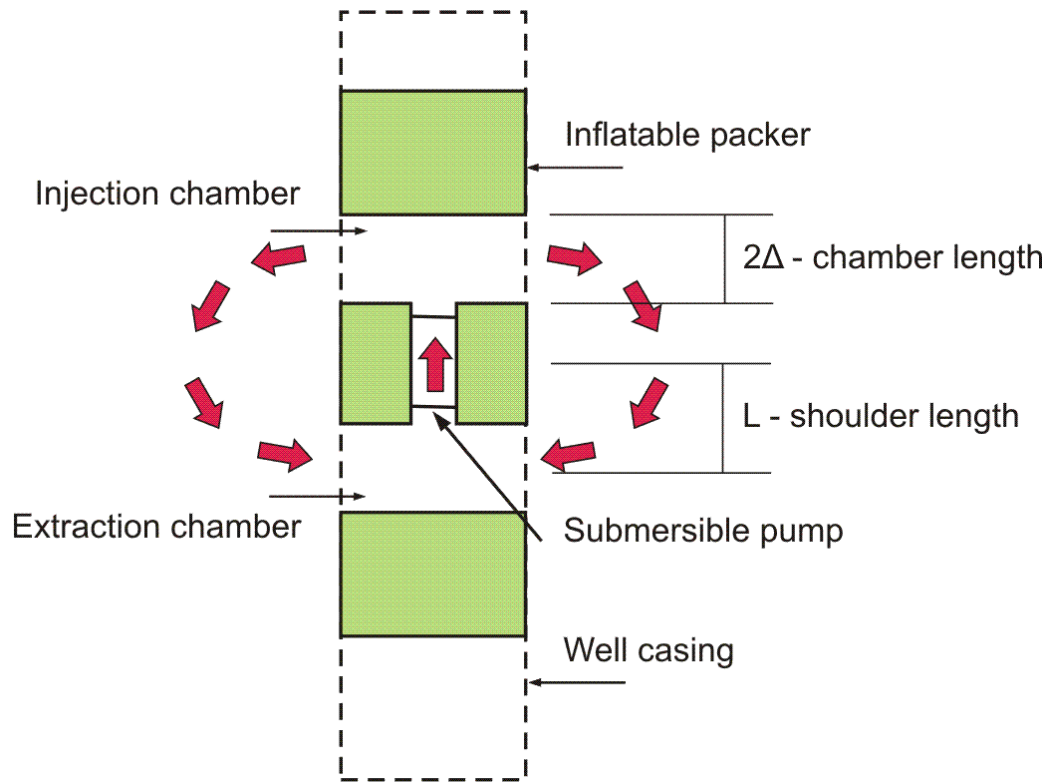 Inflatable packer
Injection chamber
2Δ - chamber length
L - shoulder length
Extraction chamber
Submersible pump
Well casing